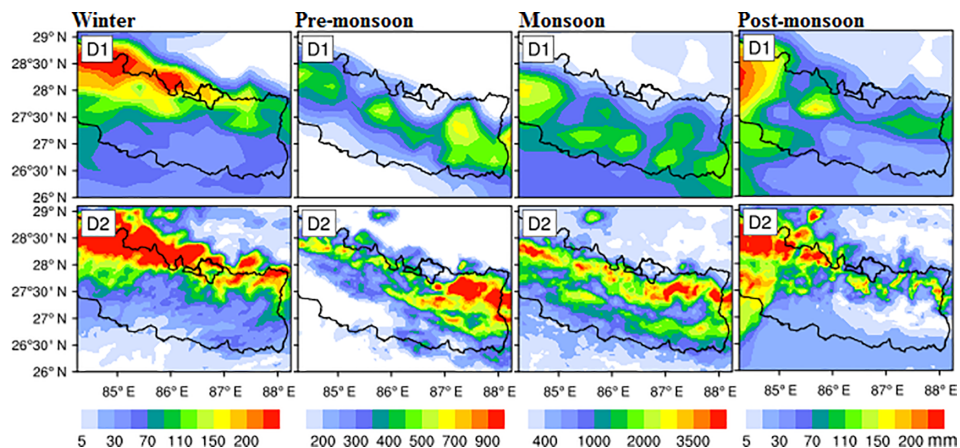 Winter Pre-monsoon Monsoon Post-monsoon
29° N D1 D1 D1 D1
28°30' N
28° N
27°30' N
27° N
26°30' N
26° N
29° N D2 D2 D2 D2
28°30' N
28° N
27°30' N
27° N
26°30' N
26° N
85° E 86° E 87° E 88° E 85° E 86° E 87° E 88° E 85° E 86° E 87° E 88° E 85° E 86° E 87° E 88° E
5 30 70 110 150 200 200 300 400 500 700 900 400 1000 2000 3500 5 30 70 110 150 200 mm